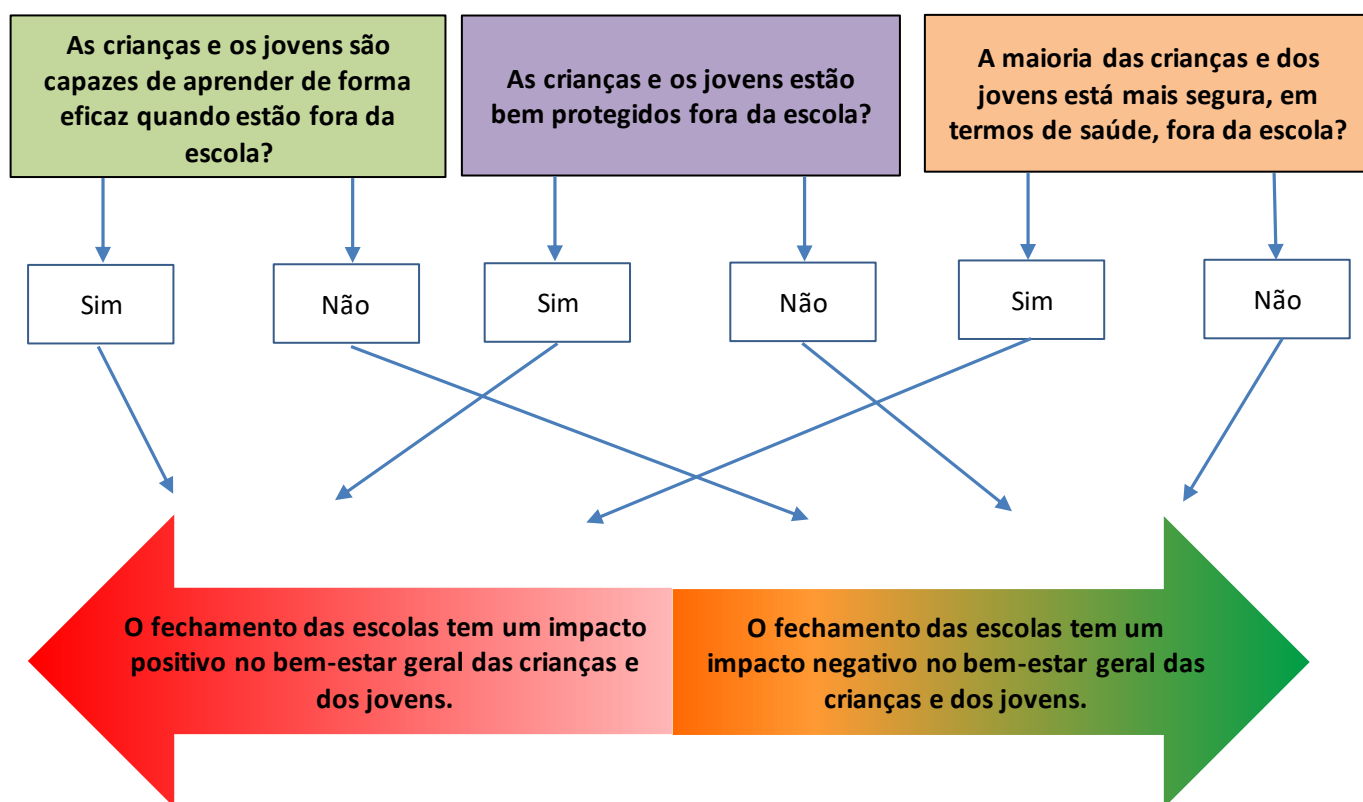 As crianças e os jovens são
capazes de aprender de forma
eficaz quando estão fora da
escola?
As crianças e os jovens estão
bem protegidos fora da escola?
A maioria das crianças e dos
jovens está mais segura, em
termos de saúde, fora da escola?
Sim
Não
Sim
Não
Sim
Não
O fechamento das escolas tem um impacto
positivo no bem-estar geral das crianças e
dos jovens.
O fechamento das escolas tem um
impacto negativo no bem-estar geral das
crianças e dos jovens.